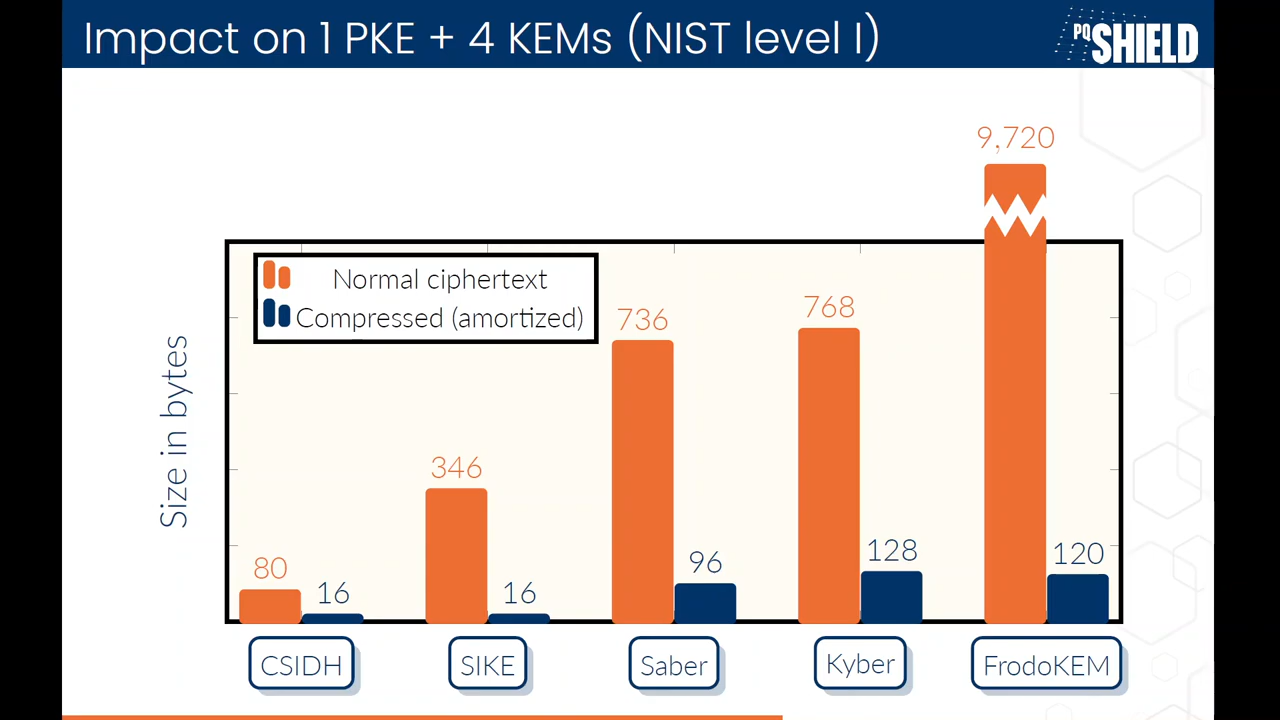 Impact on 1 PKE + 4 KEMs (NIST level I)
PQSHIELD
9,720
Normal ciphertext
Compressed (amortized)
736
768
346
80
16
16
96
128
120
Size in bytes
CSIDH
SIKE
Saber
Kyber
FrodoKEM